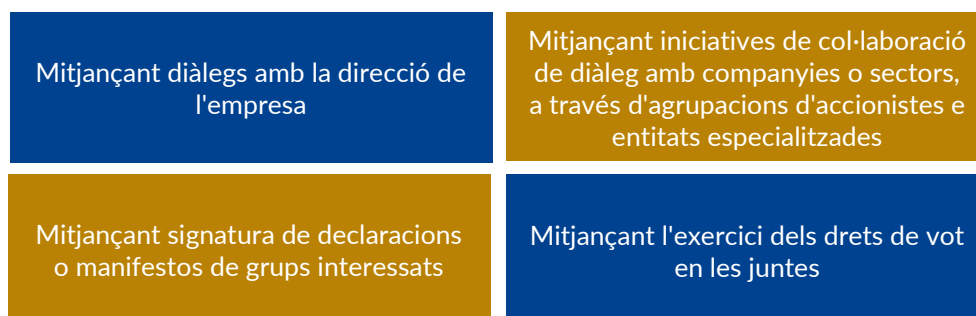 Mitjançant diàlegs amb la direcció de
l'empresa
Mitjançant iniciatives de col·laboració
de diàleg amb companyies o sectors,
a través d'agrupacions d'accionistes e
entitats especialitzades
Mitjançant signatura de declaracions
o manifestos de grups interessats
Mitjançant l'exercici dels drets de vot
en les juntes